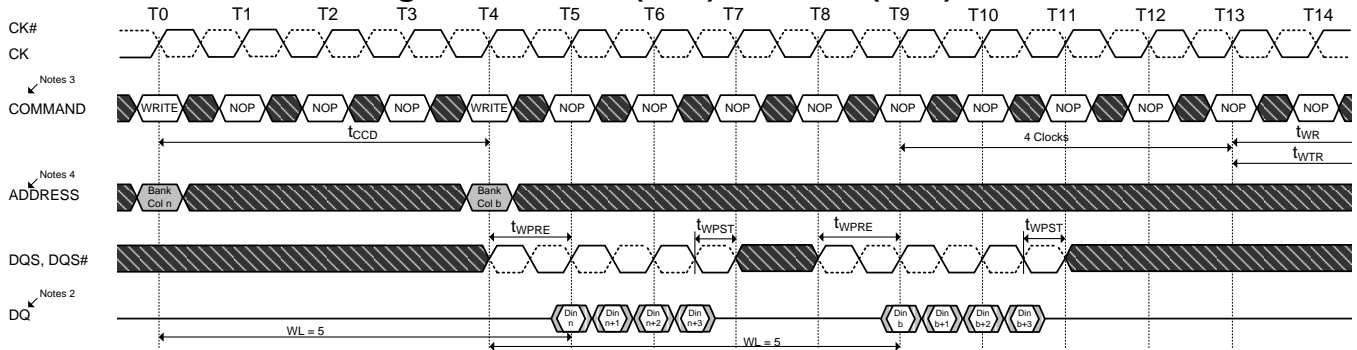 T0 T1 T2 T3 T4 T5 T6 T7 T8 T9 T10 T11 T12 T13 T14
CK#
CK
Notes 3
COMMAND
WRITE NOP NOP NOP WRITE NOP NOP NOP NOP NOP NOP NOP NOP NOP NOP
tCCD
4 Clocks
tWR
tWTR
Notes 4
ADDRESS
Bank Bank
Col n Col b
tWPRE tWPST tWPRE tWPST
DQS, DQS#
Notes 2
DQ
Din Din Din Din Din Din Din Din
n n+1 n+2 n+3 b b+1 b+2 b+3
WL = 5
WL = 5